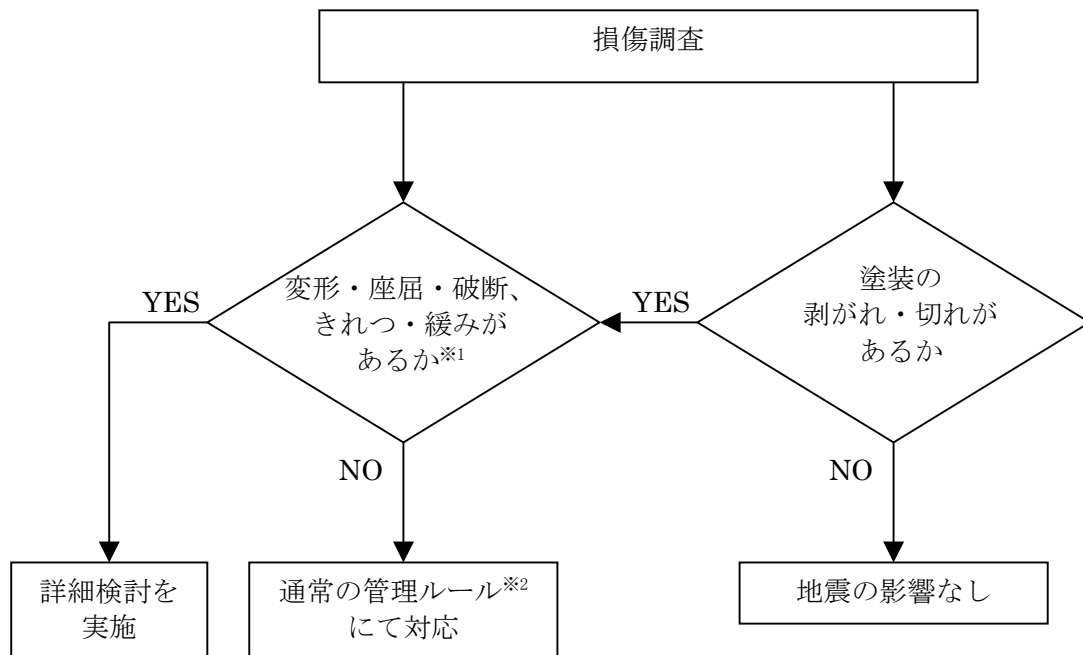 損傷調査
変形・座屈・破断、
きれつ・緩みが
あるか※1
塗装の
剥がれ・切れが
あるか
YES
YES
NO
NO
詳細検討を
実施
通常の管理ルール※2
にて対応
地震の影響なし